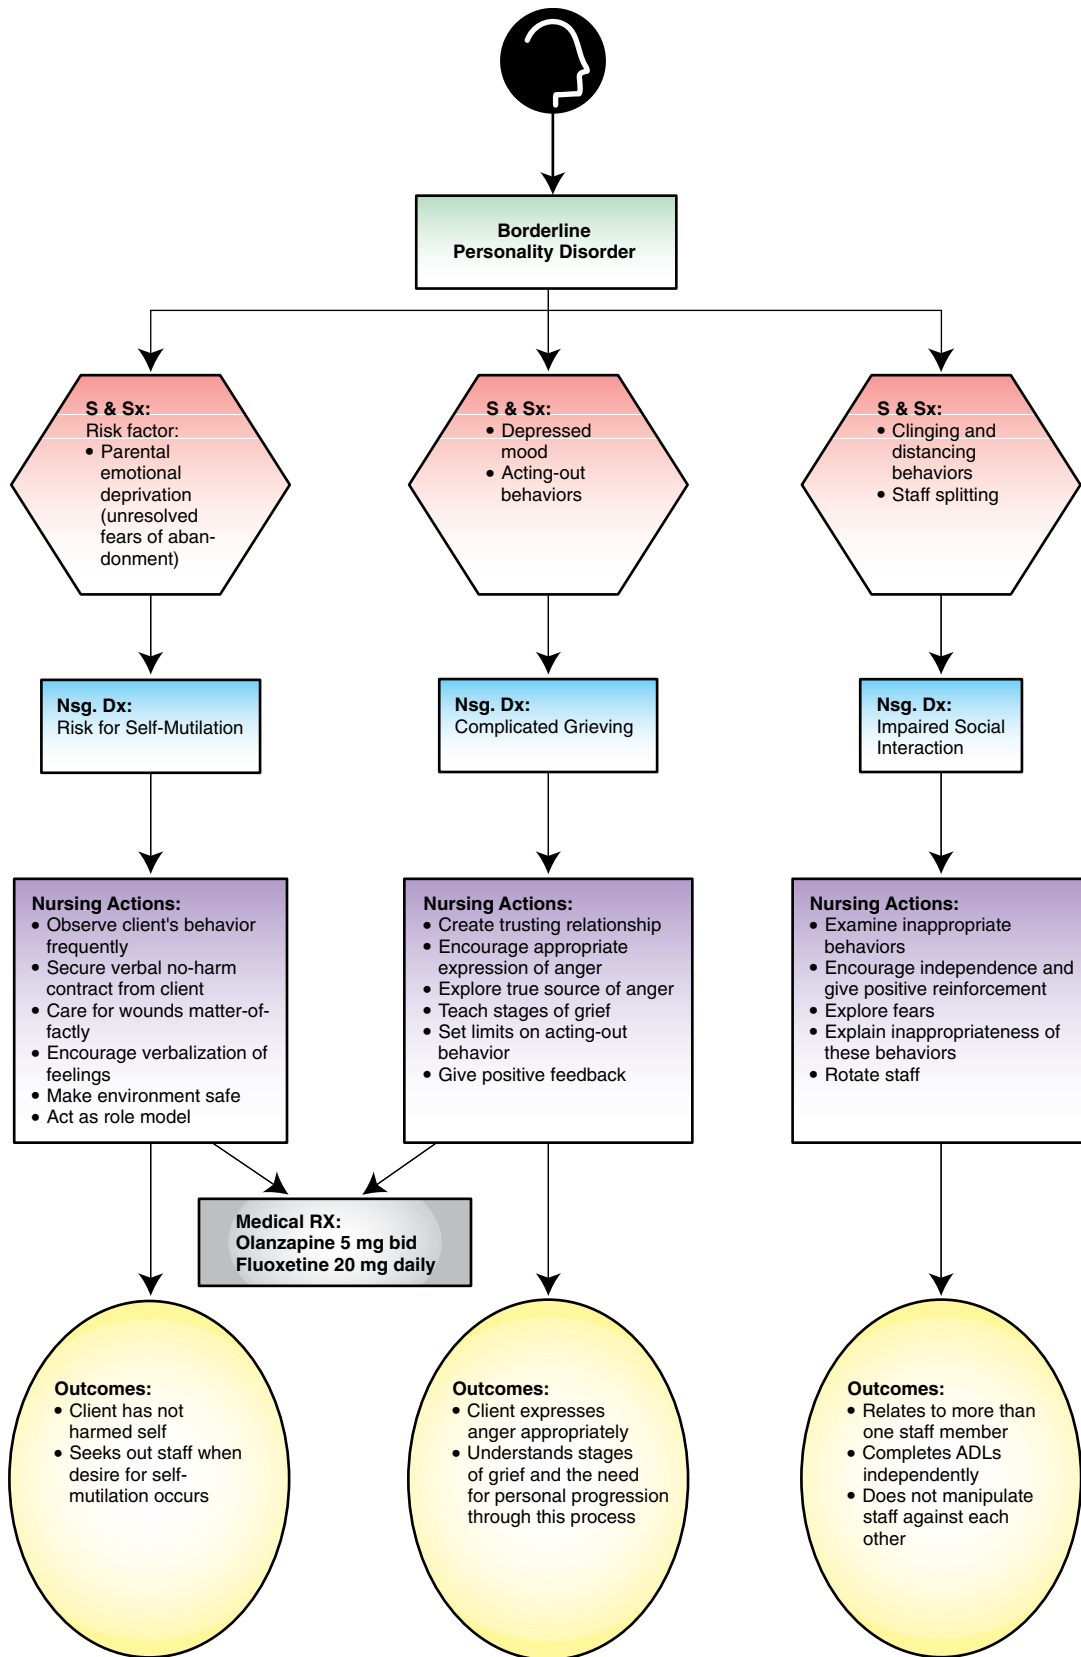 Borderline
Personality Disorder
S & Sx:
Risk factor:
• Parental
emotional
deprivation
(unresolved
fears of aban-
donment)
S & Sx:
• Depressed
mood
• Acting-out
behaviors
S & Sx:
• Clinging and
distancing
behaviors
• Staff splitting
Nsg. Dx:
Risk for Self-Mutilation
Nsg. Dx:
Complicated Grieving
Nsg. Dx:
Impaired Social
Interaction
Nursing Actions:
• Observe client's behavior
frequently
• Secure verbal no-harm
contract from client
• Care for wounds matter-of-
factly
• Encourage verbalization of
feelings
• Make environment safe
• Act as role model
Nursing Actions:
• Create trusting relationship
• Encourage appropriate
expression of anger
• Explore true source of anger
• Teach stages of grief
• Set limits on acting-out
behavior
• Give positive feedback
Nursing Actions:
• Examine inappropriate
behaviors
• Encourage independence and
give positive reinforcement
• Explore fears
• Explain inappropriateness of
these behaviors
• Rotate staff
Medical RX:
Olanzapine 5 mg bid
Fluoxetine 20 mg daily
Outcomes:
• Client has not
harmed self
• Seeks out staff when
desire for self-
mutilation occurs
Outcomes:
• Client expresses
anger appropriately
• Understands stages
of grief and the need
for personal progression
through this process
Outcomes:
• Relates to more than
one staff member
• Completes ADLs
independently
• Does not manipulate
staff against each
other